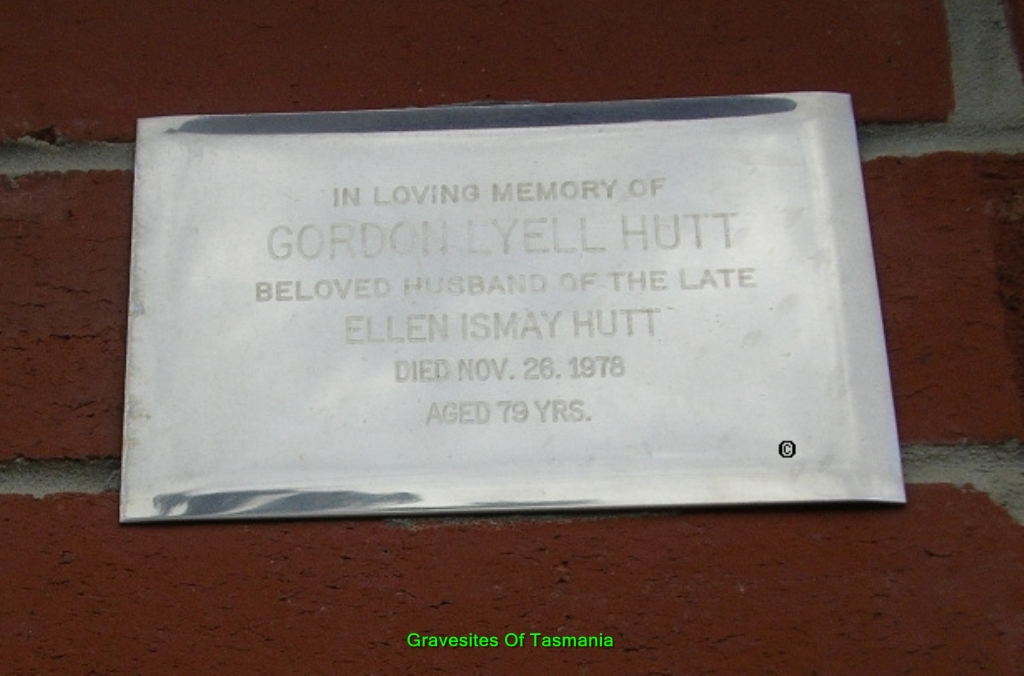 IN LOVING MEMORY OF
GORDON LYELL HUTT
BELOVED HUSBAND OF THE LATE
ELLEN ISMAY HUTT
DIED NOV. 26. 1978
AGED 79 YRS.
©
Gravesites Of Tasmania